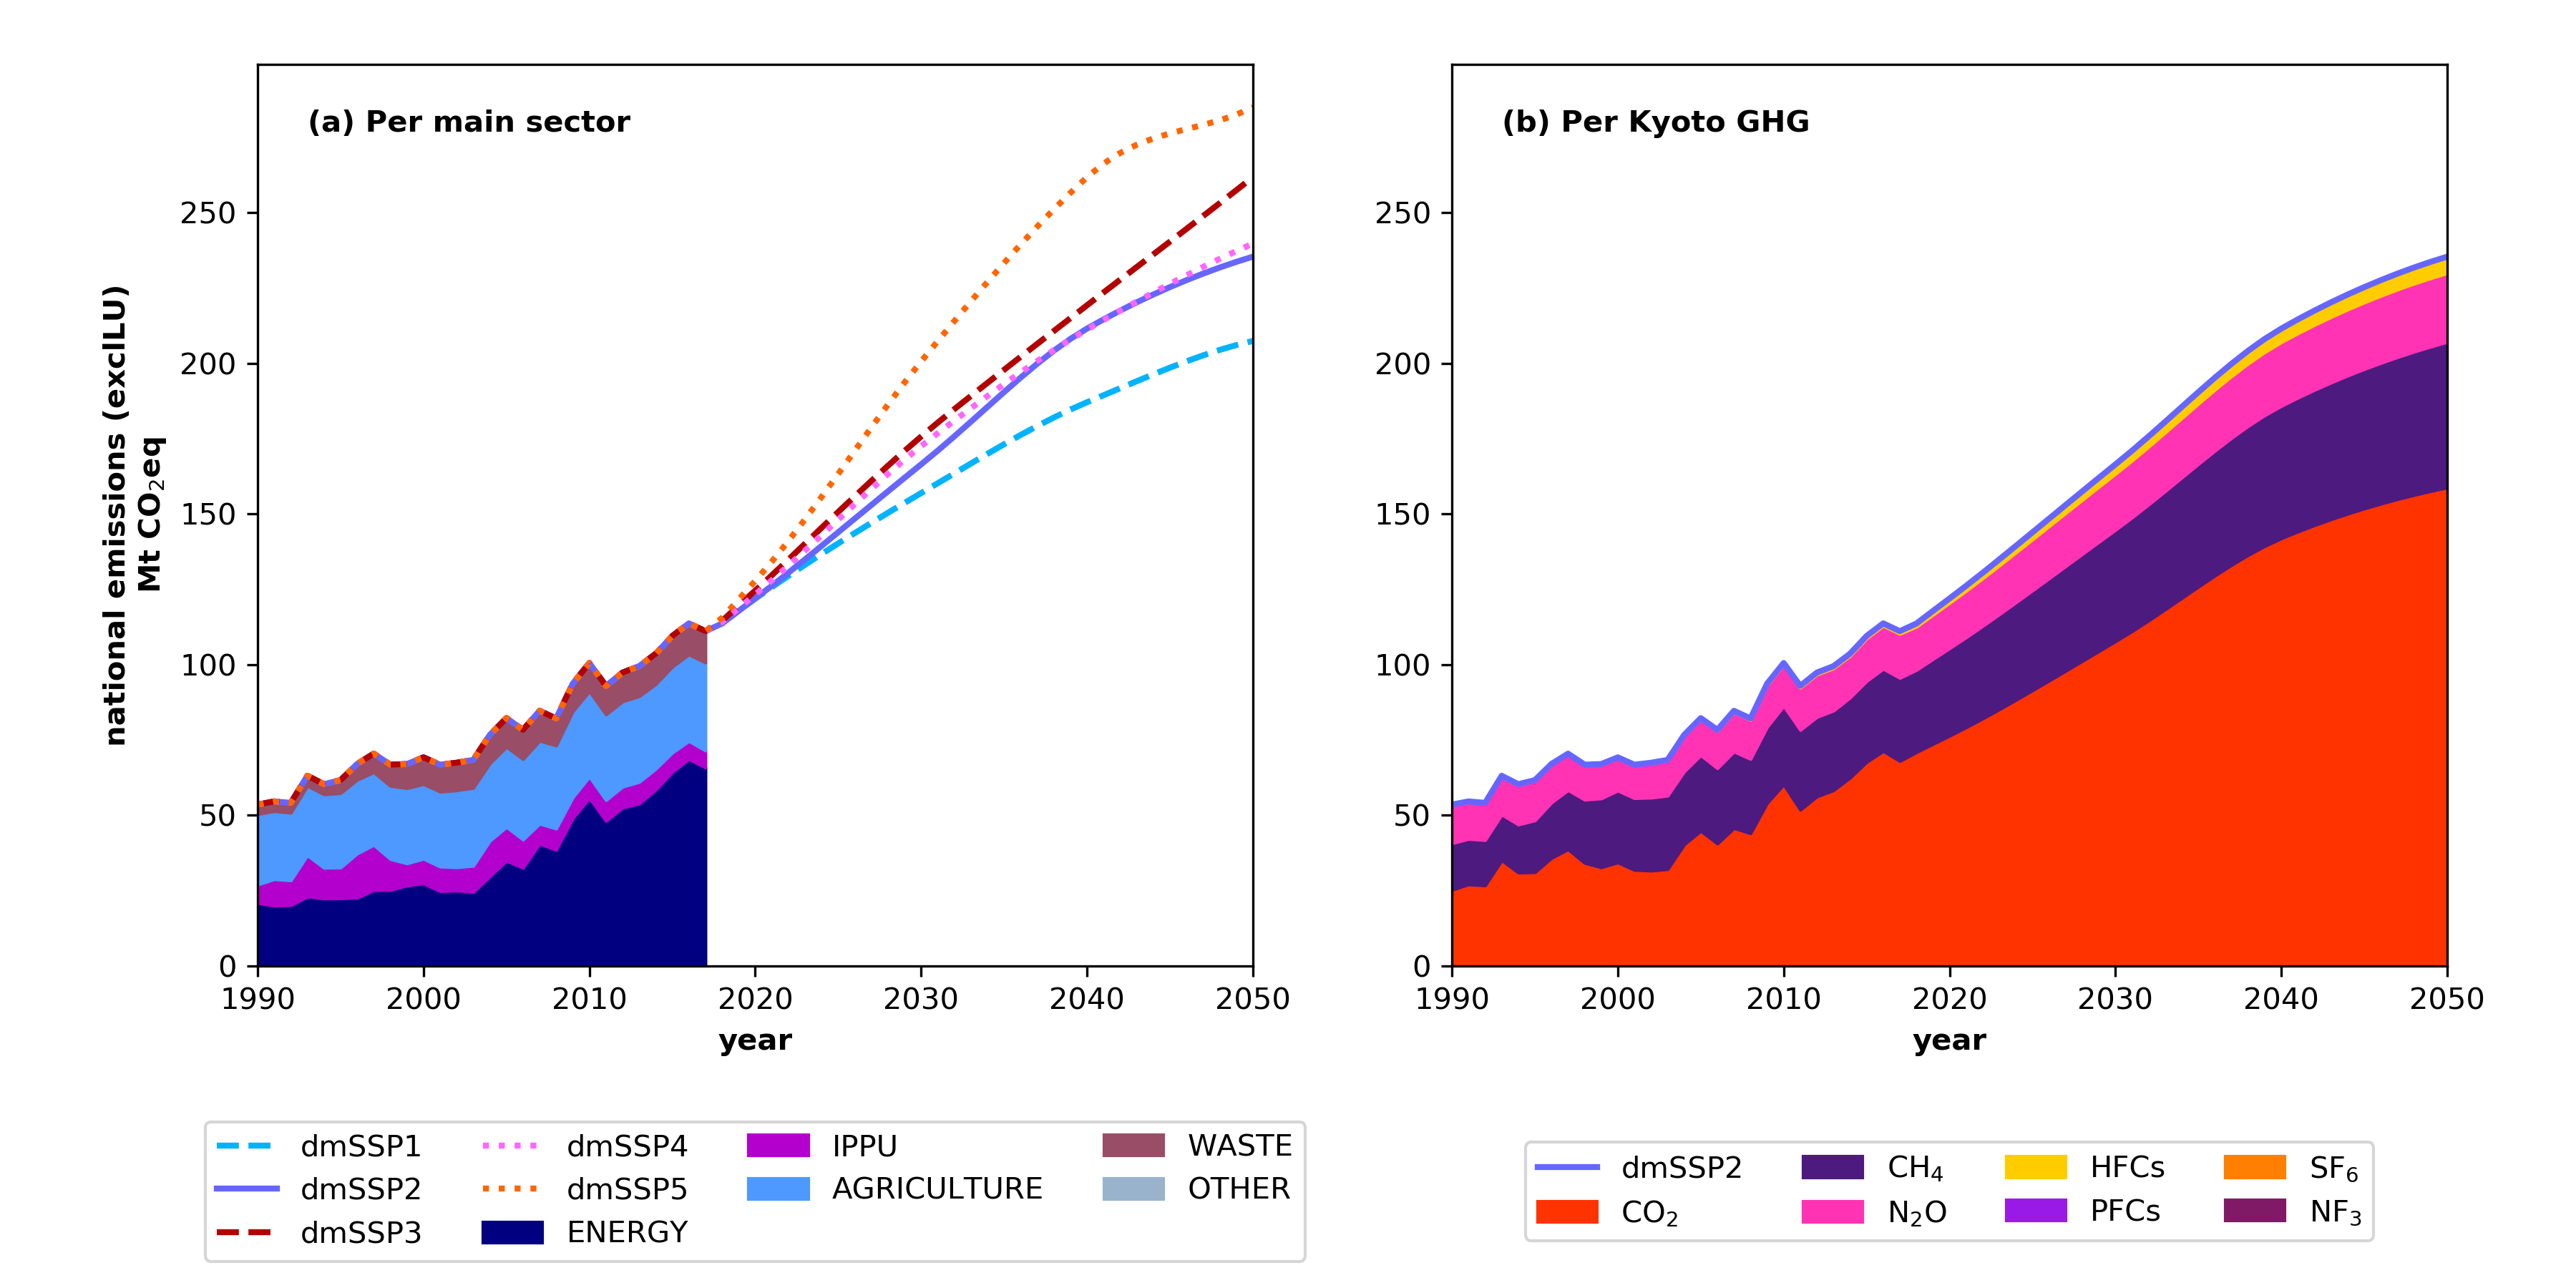 (a) Per main sector
national emissions (exclLU)
Mt CO₂eq
250
200
150
100
50
0
1990 2000 2010 2020 2030 2040 2050
year
dmSSP1 dmSSP4 IPPU WASTE
dmSSP2 dmSSP5 AGRICULTURE OTHER
dmSSP3 ENERGY
(b) Per Kyoto GHG
250
200
150
100
50
0
1990 2000 2010 2020 2030 2040 2050
year
dmSSP2 CH₄ HFCs SF₆
CO₂ N₂O PFCs NF₃